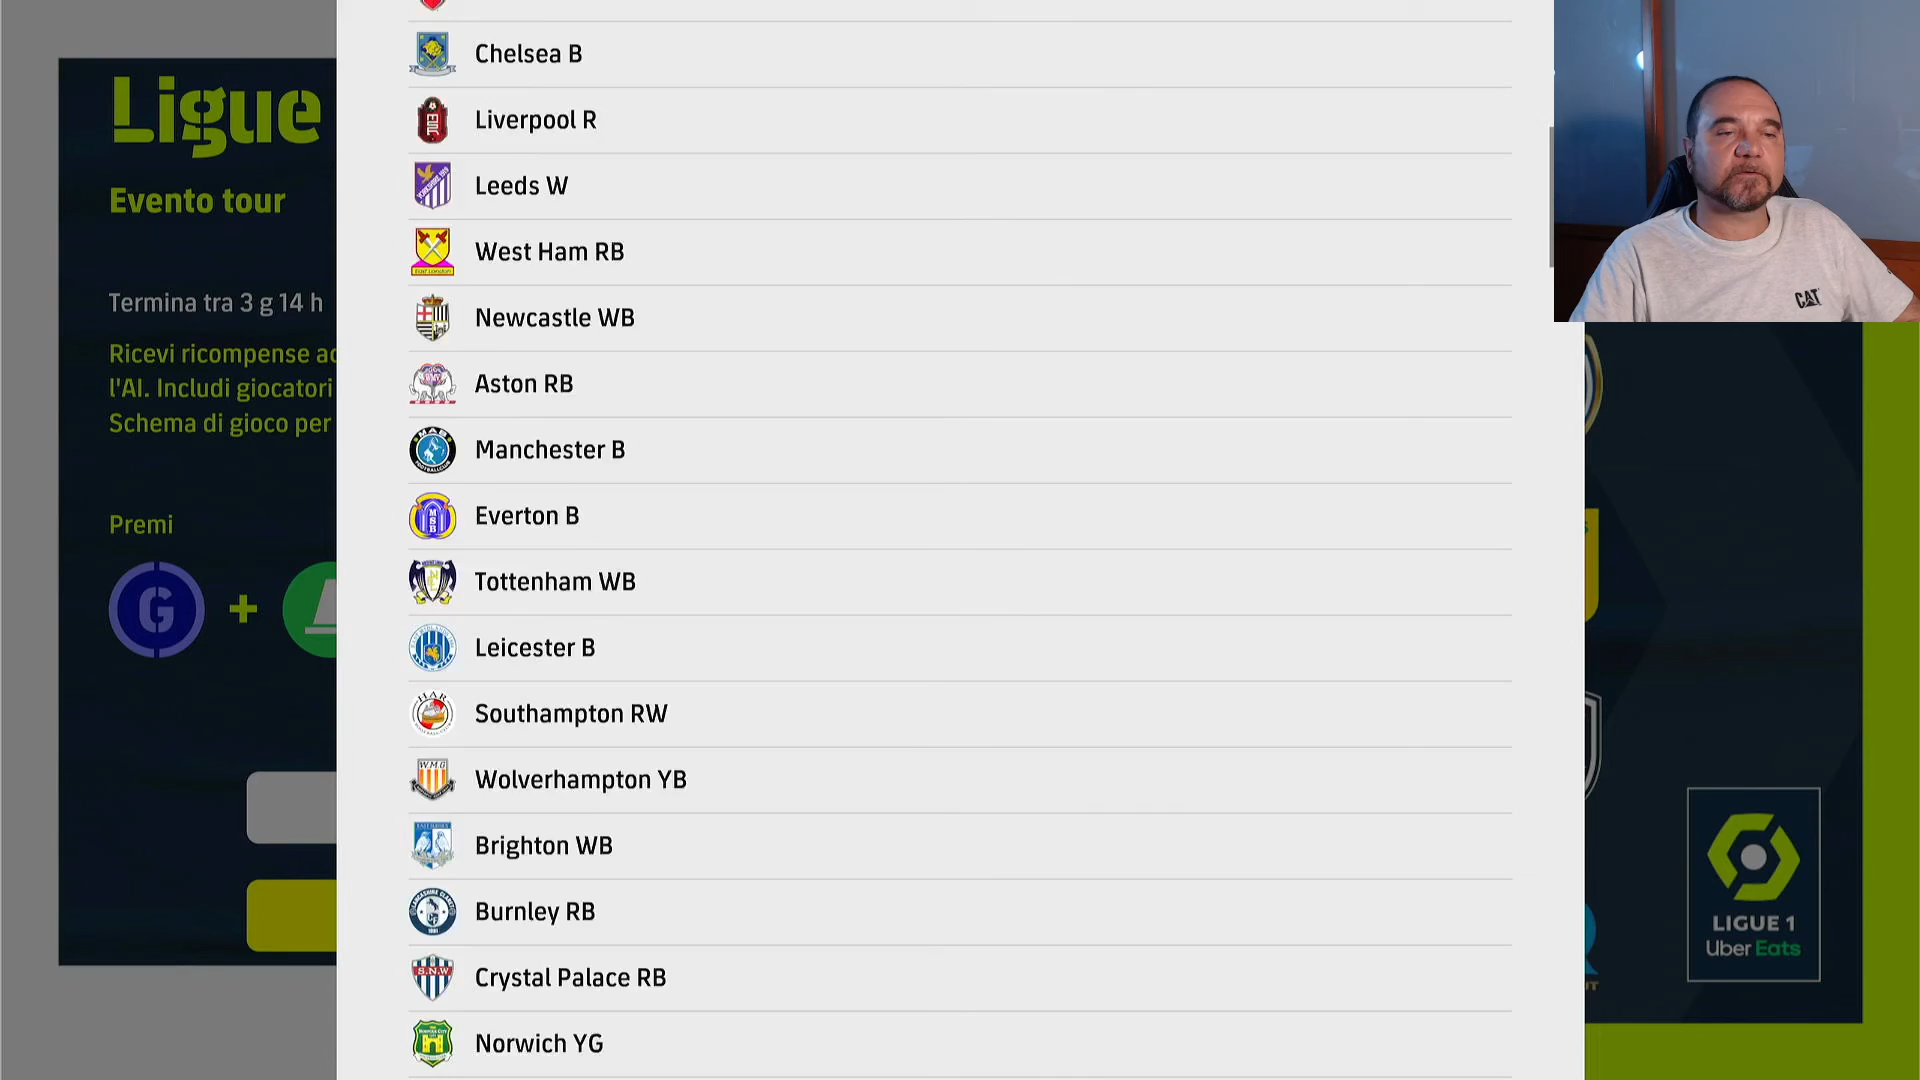 Ligue
Evento tour
Termina tra 3 g 14 h
Ricevi ricompense ac
l'AI. Includi giocatori
Schema di gioco per
Premi
G
+
Chelsea B
Liverpool R
Leeds W
West Ham RB
Newcastle WB
Aston RB
Manchester B
Everton B
Tottenham WB
Leicester B
Southampton RW
Wolverhampton YB
Brighton WB
Burnley RB
Crystal Palace RB
Norwich YG
CAT
LIGUE 1
Uber Eats